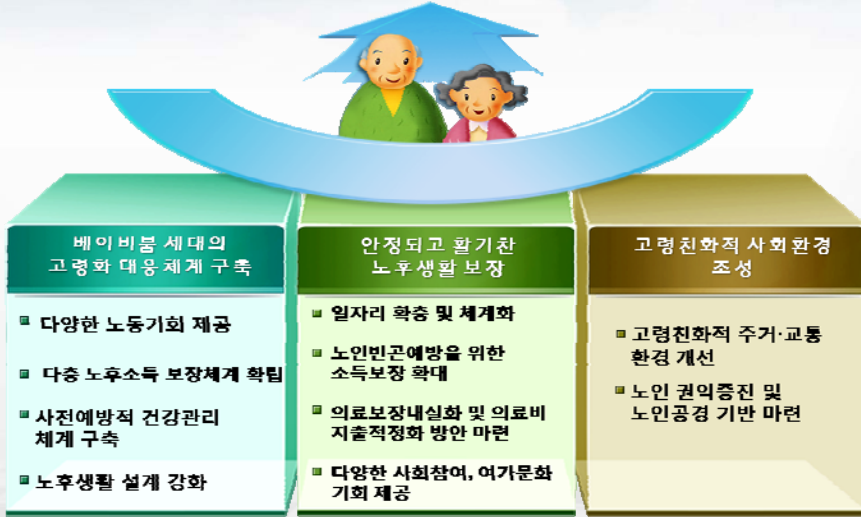 베이비붐 세대의
고령화 대응체계 구축
다양한 노동기회 제공
다층 노후소득 보장체계 확립
사전예방적 건강관리
체계 구축
노후생활 설계 강화
안정되고 활기찬
노후생활 보장
일자리 확충 및 체계화
노인빈곤예방을 위한
소득보장 확대
의료보장내실화 및 의료비
지출적정화 방안 마련
다양한 사회참여, 여가문화
기회 제공
고령친화적 사회환경
조성
고령친화적 주거·교통
환경 개선
노인 권익증진 및
노인공경 기반 마련